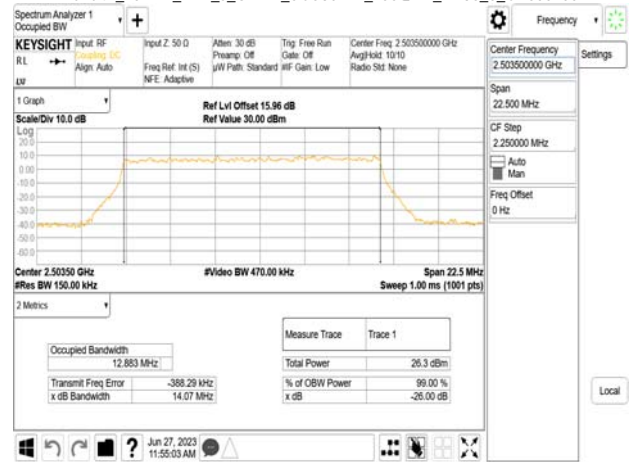 Spectrum Analyzer 1
Occupied BW
Frequency
KEYSIGHT
RL
Input: RF
Coupling: DC
Align: Auto
Input Z: 50 Ω
Freq Ref: Int (S)
NFE: Adaptive
Atten: 30 dB
Preamp: Off
µW Path: Standard
Trig: Free Run
Gate: Off
#IF Gain: Low
Center Freq: 2.503500000 GHz
Avg|Hold: 10/10
Radio Std: None
Center Frequency
2.503500000 GHz
Settings
Span
22.500 MHz
CF Step
2.250000 MHz
Auto
Man
Freq Offset
0 Hz
1 Graph
Scale/Div 10.0 dB
Ref Lvl Offset 15.96 dB
Ref Value 30.00 dBm
Log
20.0
10.0
0.00
-10.0
-20.0
-30.0
-40.0
-50.0
-60.0
Center 2.50350 GHz
#Video BW 470.00 kHz
Span 22.5 MHz
#Res BW 150.00 kHz
Sweep 1.00 ms (1001 pts)
2 Metrics
Measure Trace
Trace 1
Occupied Bandwidth
12.883 MHz
Total Power
26.3 dBm
Transmit Freq Error
-388.29 kHz
% of OBW Power
99.00 %
x dB Bandwidth
14.07 MHz
x dB
-26.00 dB
Local
?
Jun 27, 2023
11:55:03 AM